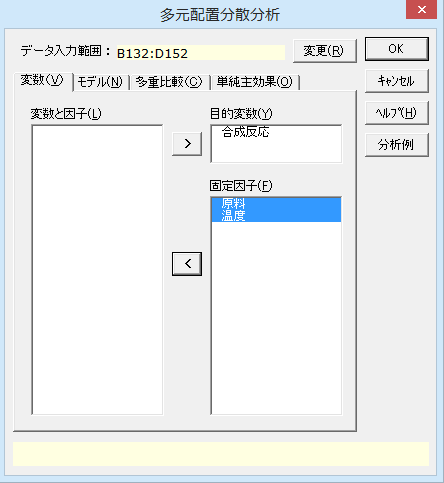 多元配置分散分析
データ入力範囲： B132:D152 変更(R)
OK
キャンセル
ヘルプ(H)
分析例
変数(V) モデル(N) 多重比較(C) 単純主効果(O)
変数と因子(L)
目的変数(Y)
合成反応
>
固定因子(F)
原料
温度
<